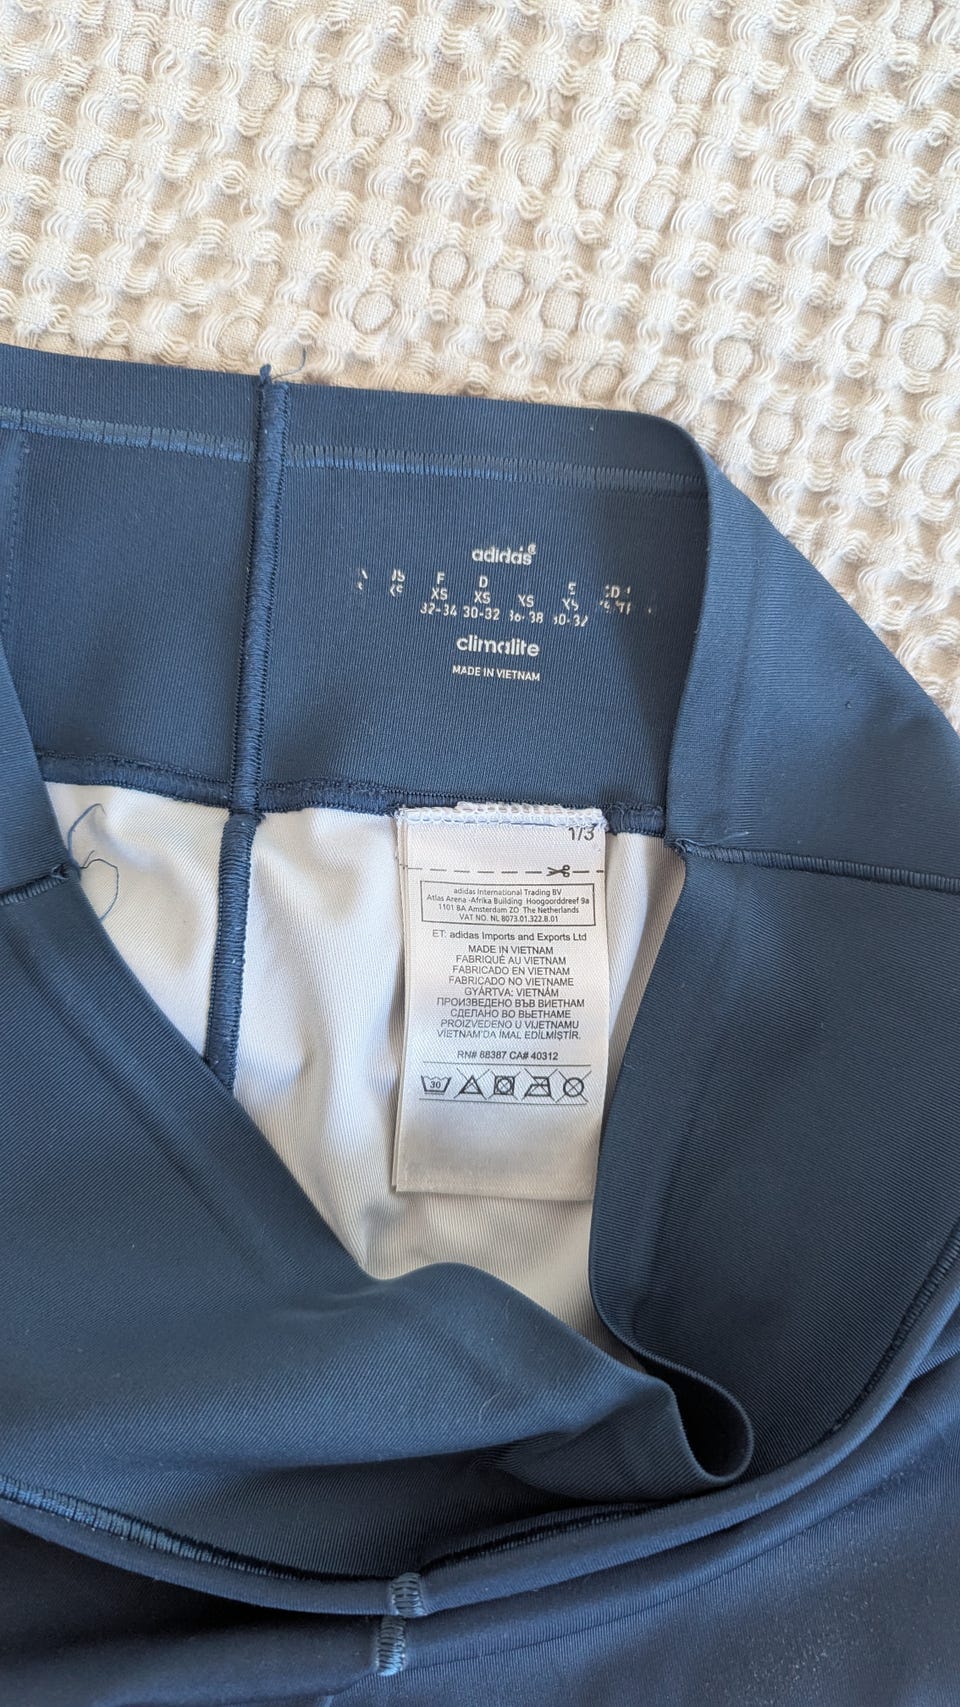 adidas®
F D
XS XS XS
32-34 30-32
climalite
MADE IN VIETNAM
1/3
adidas International Trading BV
Atlas Arena -Afrika Building Hoogoorddreef 9a
1101 BA Amsterdam ZO The Netherlands
VAT NO. NL 8073.01.322.B.01
ET: adidas Imports and Exports Ltd
MADE IN VIETNAM
FABRIQUÉ AU VIETNAM
FABRICADO EN VIETNAM
FABRICADO NO VIETNAME
GYÁRTVA: VIETNÁM
ПРОИЗВЕДЕНО ВЪВ ВИЕТНАМ
СДЕЛАНО ВО ВЬЕТНАМЕ
PROIZVEDENO U VIJETNAMU
VIETNAM'DA İMAL EDİLMİŞTİR.
RN# 88387 CA# 40312
30